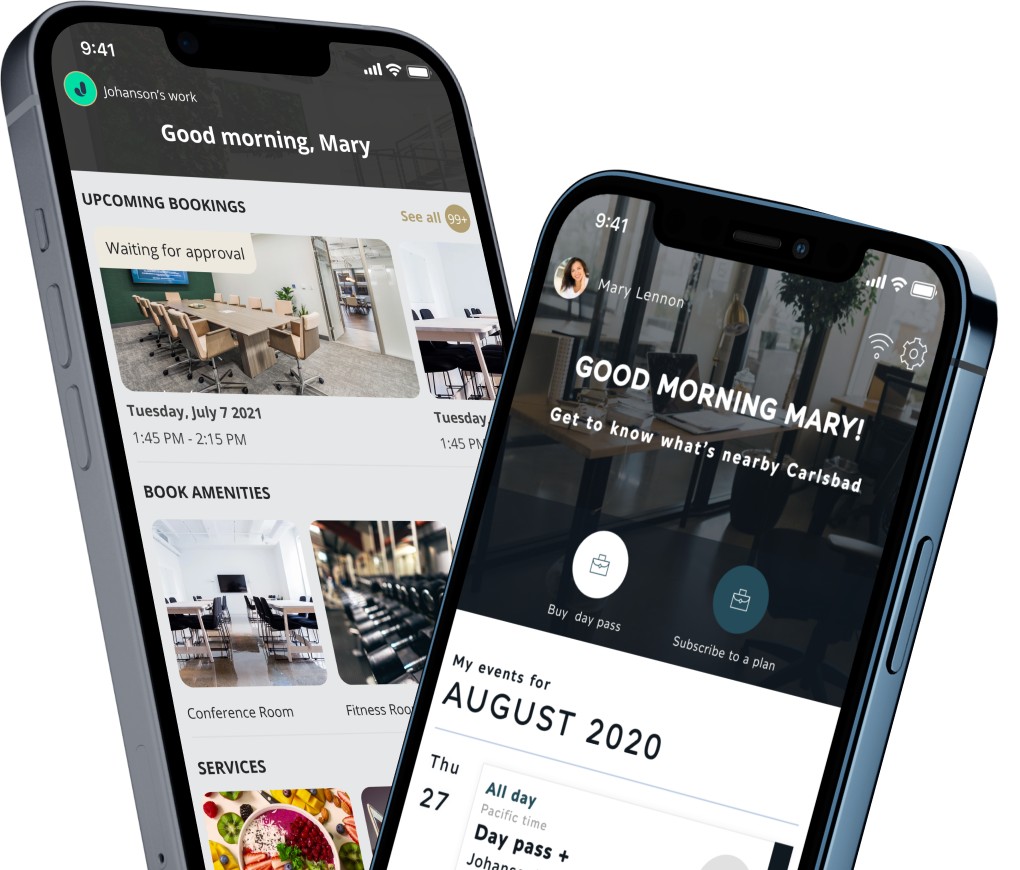 9:41
Johanson's work
Good morning, Mary
UPCOMING BOOKINGS
See all 99+
Waiting for approval
Tuesday, July 7 2021
1:45 PM - 2:15 PM
Tuesday
1:45 PM
BOOK AMENITIES
Conference Room
Fitness Roo
SERVICES
9:41
Mary Lennon
GOOD MORNING MARY!
Get to know what's nearby Carlsbad
Buy day pass
Subscribe to a plan
My events for
AUGUST 2020
Thu
27
All day
Pacific time
Day pass +
Johans